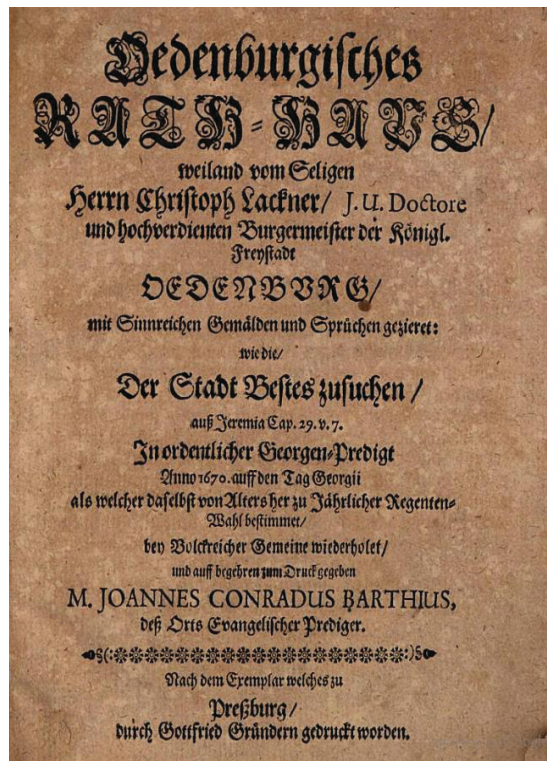 Oedenburgisches
RATH-HAVS/
weiland vom Seligen
Herrn Christoph Lackner/ J. U. Doctore
und hochverdienten Burgermeister der Königl.
Freystadt
OEDENBVRG/
mit Sinnreichen Gemälden und Sprüchen gezieret:
wie die/
Der Stadt Bestes zusuchen/
auß Jeremia Cap. 29. v. 7.
In ordentlicher Georgen-Predigt
Anno 1670. auff den Tag Georgii
als welcher daselbst von Alters her zu Jährlicher Regenten-
Wahl bestimmet/
bey Volckreicher Gemeine wiederholet/
und auff begehren zum Druck gegeben
M. JOANNES CONRADUS BARTHIUS,
deß Orts Evangelischer Prediger.
Nach dem Exemplar welches zu
Preßburg/
durch Gottfried Gründern gedruckt worden.